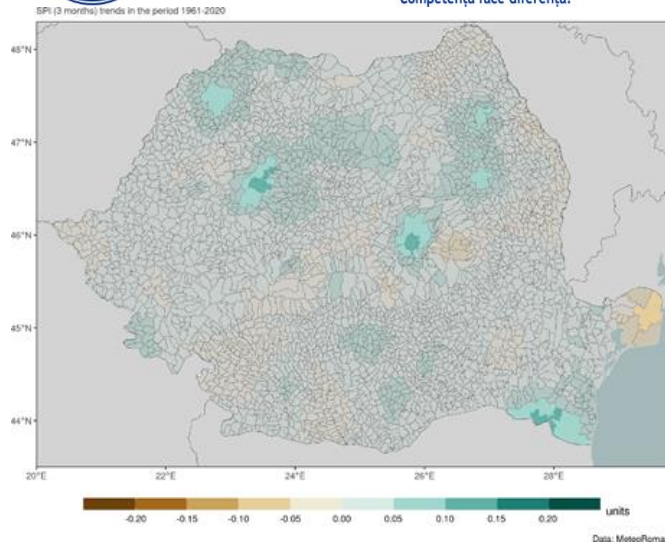 competența face diferența!
SPI (3 months) trends in the period 1961-2020
48°N
47°N
46°N
45°N
44°N
20°E 22°E 24°E 26°E 28°E
-0.20 -0.15 -0.10 -0.05 0.00 0.05 0.10 0.15 0.20 units
Data: MeteoRoma